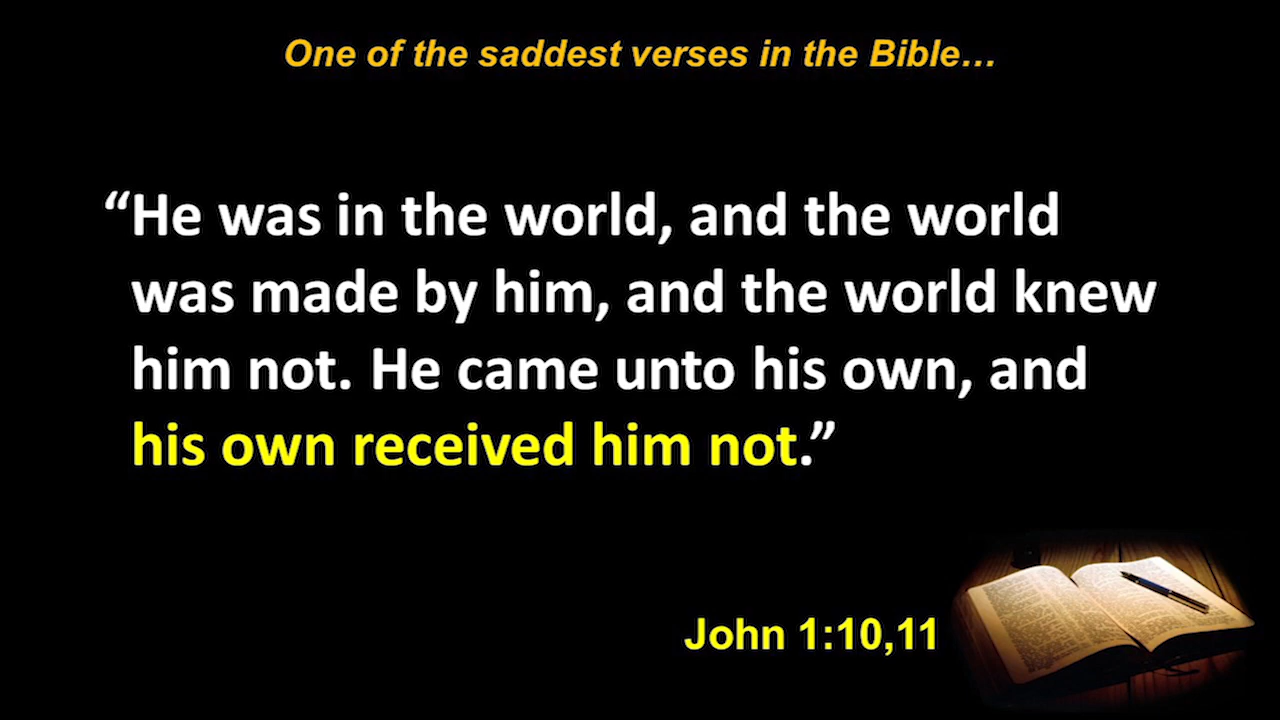 One of the saddest verses in the Bible…
“He was in the world, and the world
was made by him, and the world knew
him not. He came unto his own, and
his own received him not.”
John 1:10,11